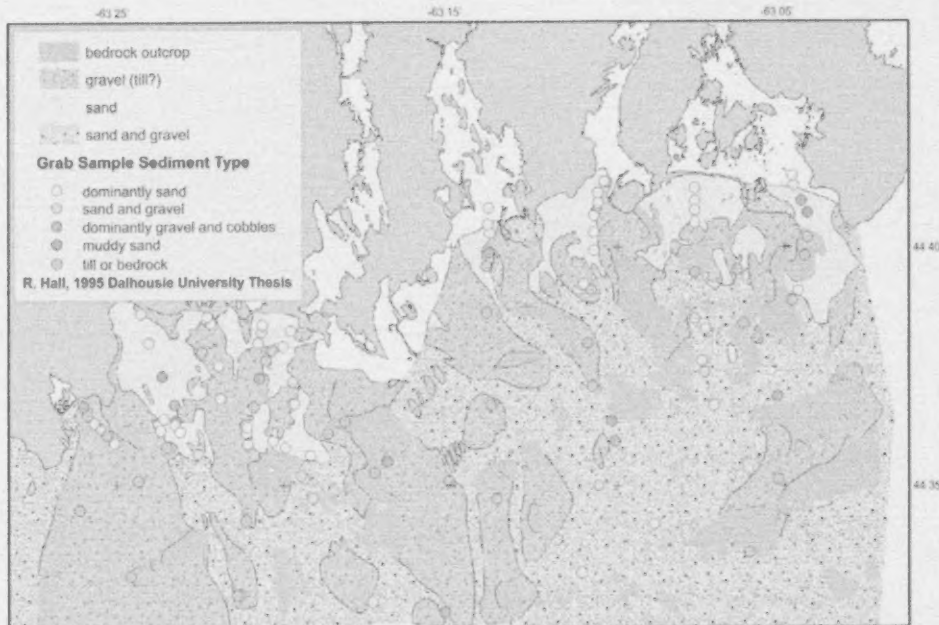 -63 25
-63 15
-63 05
bedrock outcrop
gravel (till?)
sand
sand and gravel
Grab Sample Sediment Type
dominantly sand
sand and gravel
dominantly gravel and cobbles
muddy sand
till or bedrock
R. Hall, 1995 Dalhousie University Thesis
44 40
44 35